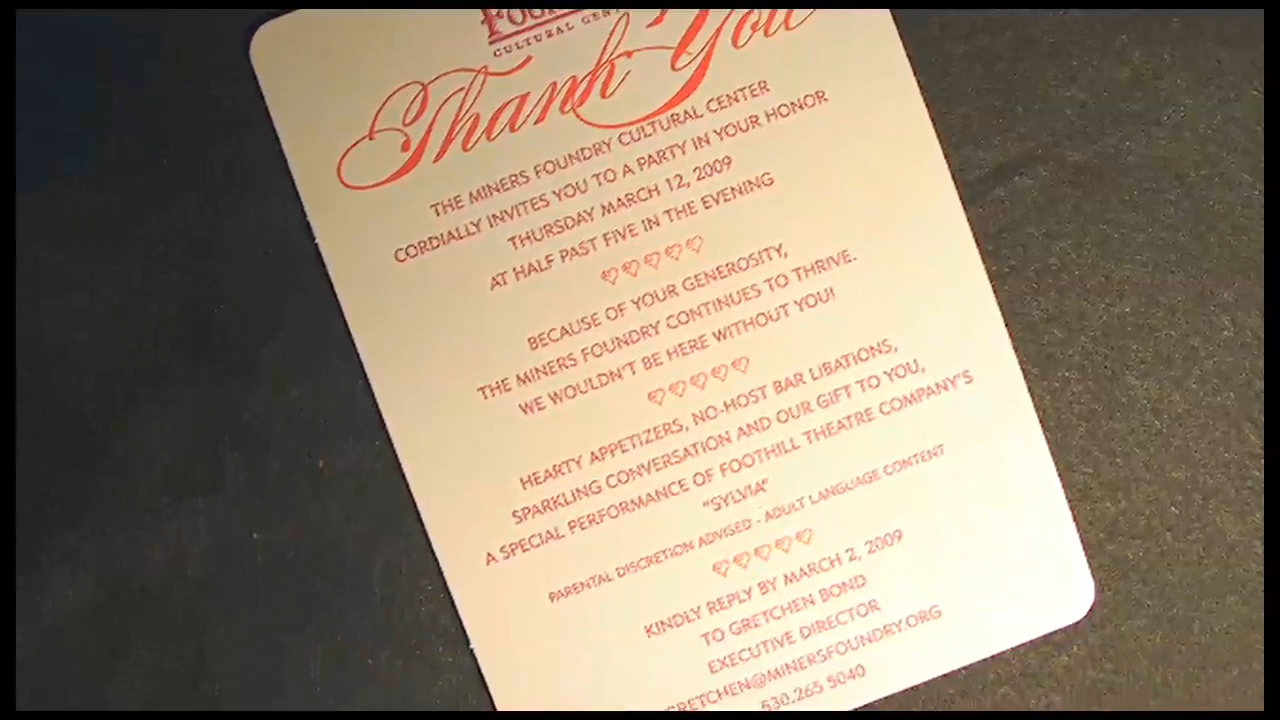 CULTURAL
Thank You
THE MINERS FOUNDRY CULTURAL CENTER
CORDIALLY INVITES YOU TO A PARTY IN YOUR HONOR
THURSDAY MARCH 12, 2009
AT HALF PAST FIVE IN THE EVENING
BECAUSE OF YOUR GENEROSITY,
THE MINERS FOUNDRY CONTINUES TO THRIVE.
WE WOULDN'T BE HERE WITHOUT YOU!
HEARTY APPETIZERS, NO-HOST BAR LIBATIONS,
SPARKLING CONVERSATION AND OUR GIFT TO YOU,
A SPECIAL PERFORMANCE OF FOOTHILL THEATRE COMPANY'S
"SYLVIA"
PARENTAL DISCRETION ADVISED - ADULT LANGUAGE CONTENT
KINDLY REPLY BY MARCH 2, 2009
TO GRETCHEN BOND
EXECUTIVE DIRECTOR
GRETCHEN@MINERSFOUNDRY.ORG
530.265 5040